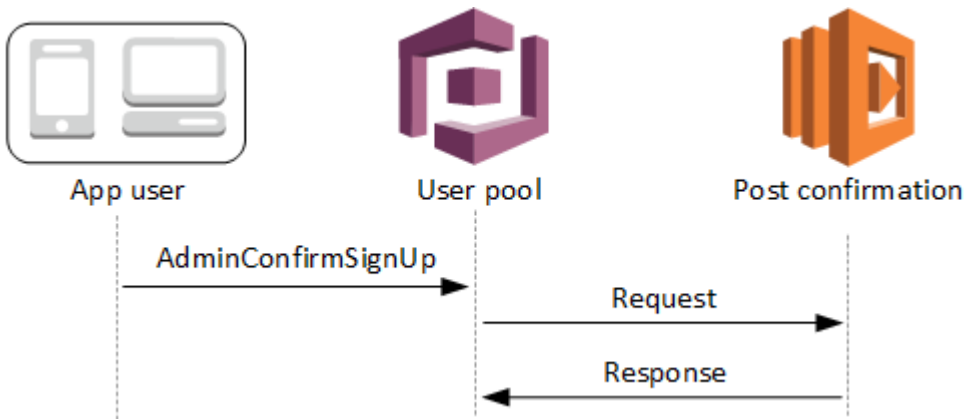 App user
User pool
Post confirmation
AdminConfirmSignUp
Request
Response